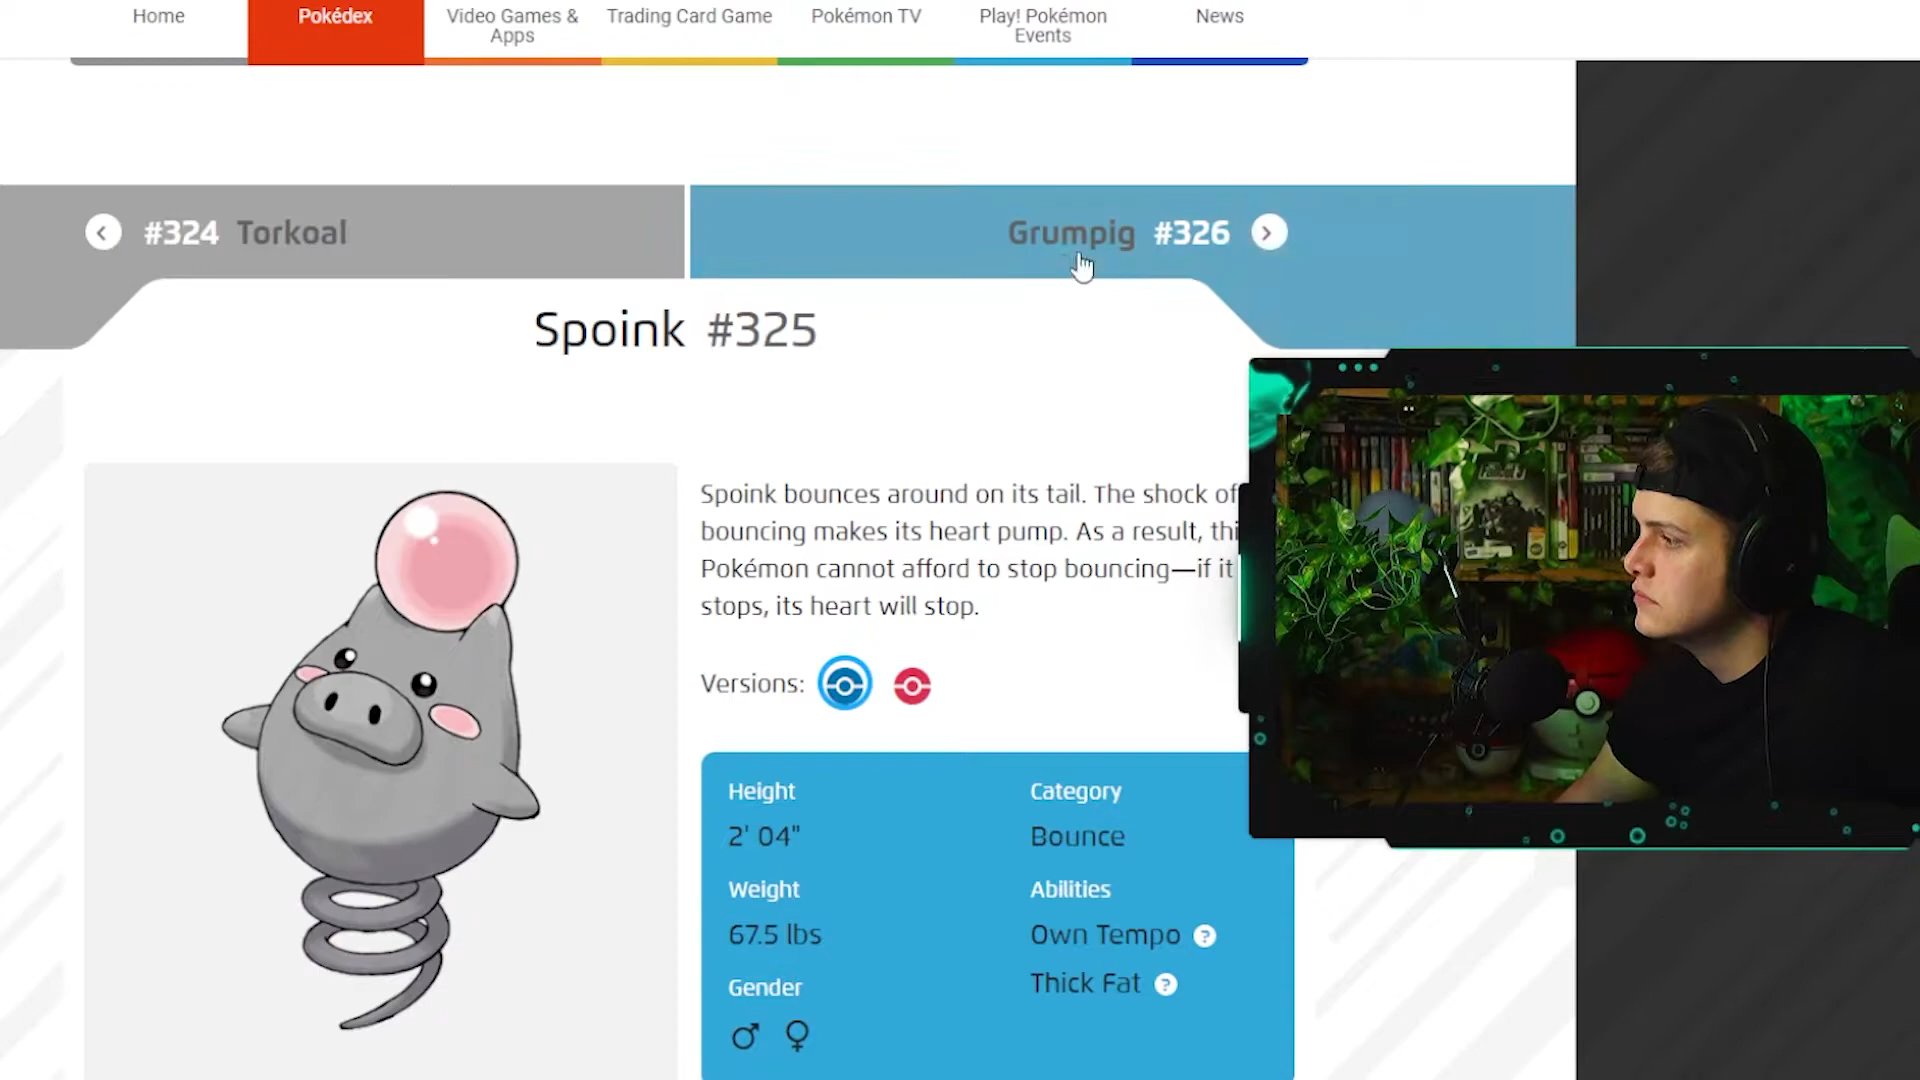 Home
Pokédex
Video Games &
Apps
Trading Card Game
Pokémon TV
Play! Pokémon
Events
News
#324 Torkoal
Grumpig #326
Spoink #325
Spoink bounces around on its tail. The shock of
bouncing makes its heart pump. As a result, thi
Pokémon cannot afford to stop bouncing—if it
stops, its heart will stop.
Versions:
Height
2' 04"
Weight
67.5 lbs
Gender
Category
Bounce
Abilities
Own Tempo ?
Thick Fat ?